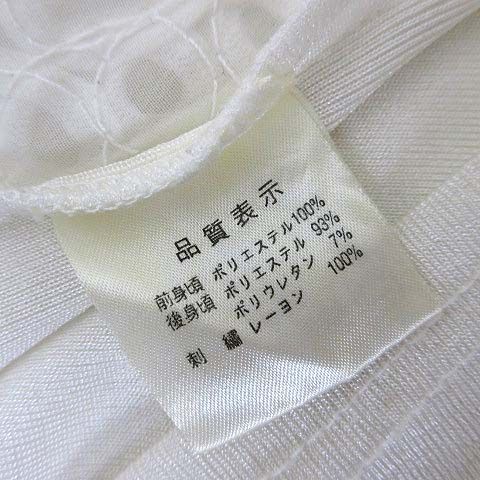 品質表示
前身頃 ポリエステル100%
後身頃 ポリエステル 93%
ポリウレタン 7%
刺繍 レーヨン 100%